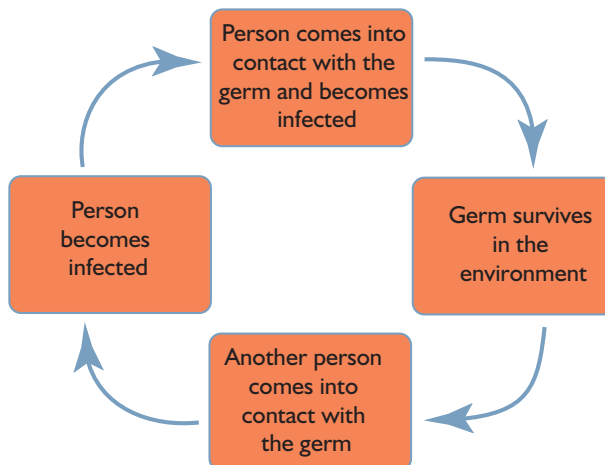 Person comes into
contact with the
germ and becomes
infected
Germ survives
in the
environment
Another person
comes into
contact with
the germ
Person
becomes
infected